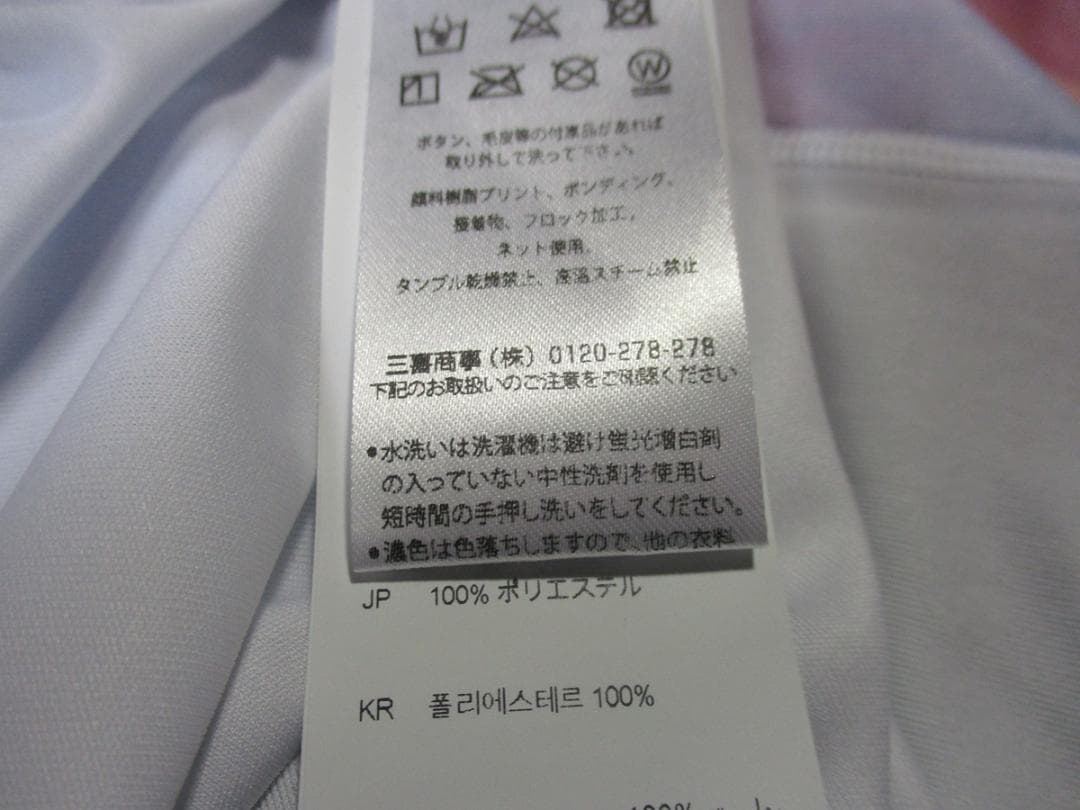 W
ボタン、毛皮等の付属品があれば
取り外して洗って下さい。
顔料樹脂プリント、ボンディング、
接着物、フロック加工、
ネット使用。
タンブル乾燥禁止、高温スチーム禁止
三喜商事(株) 0120-278-278
下記のお取扱いのご注意をご確認ください
•水洗いは洗濯機は避け蛍光増白剤
の入っていない中性洗剤を使用し
短時間の手押し洗いをしてください。
•濃色は色落ちしますので、他の衣料
JP 100% ポリエステル
KR 폴리에스테르 100%
100%